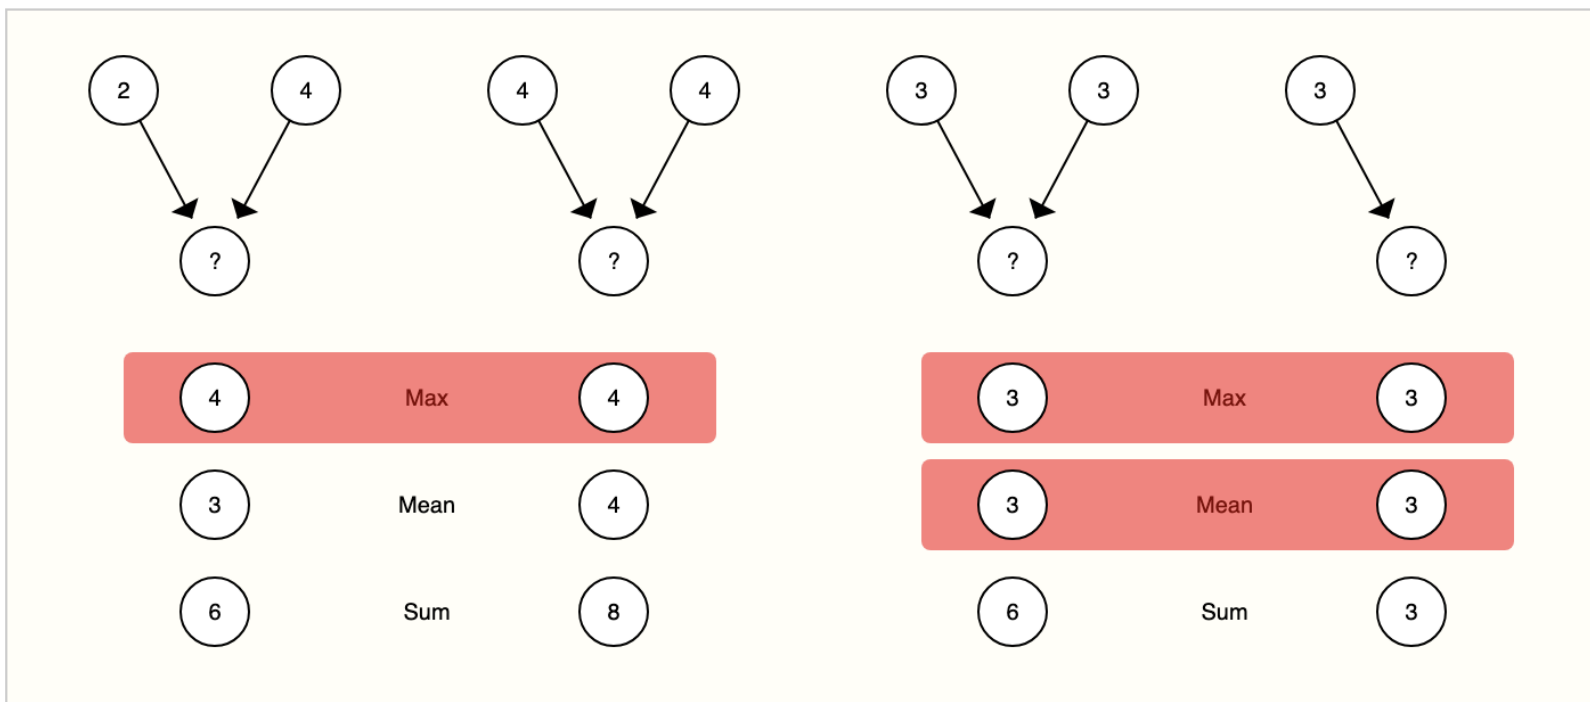 2 4 4 4 3 3 3
? ? ? ?
4 Max 4 3 Max 3
3 Mean 4 3 Mean 3
6 Sum 8 6 Sum 3